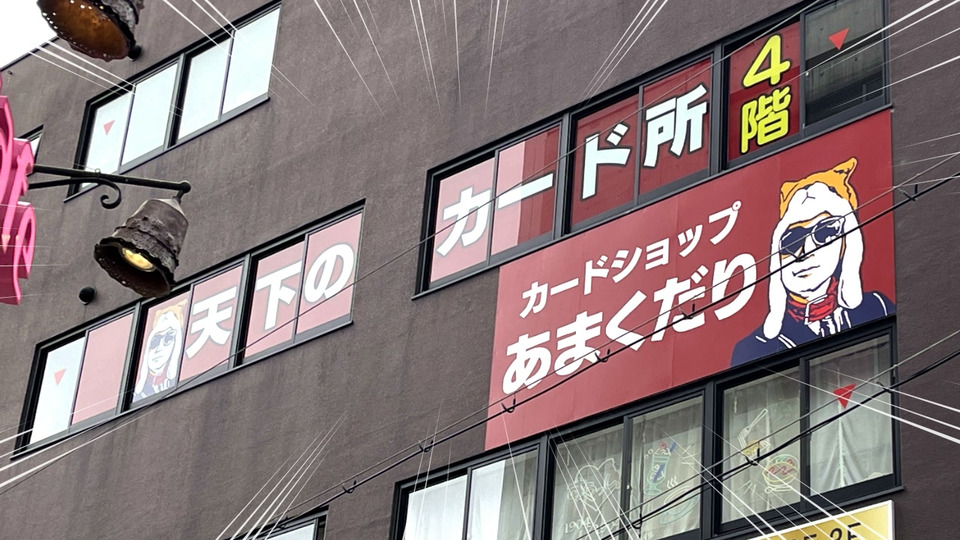 天下の
カード所
4階
カードショップ
あまくだり